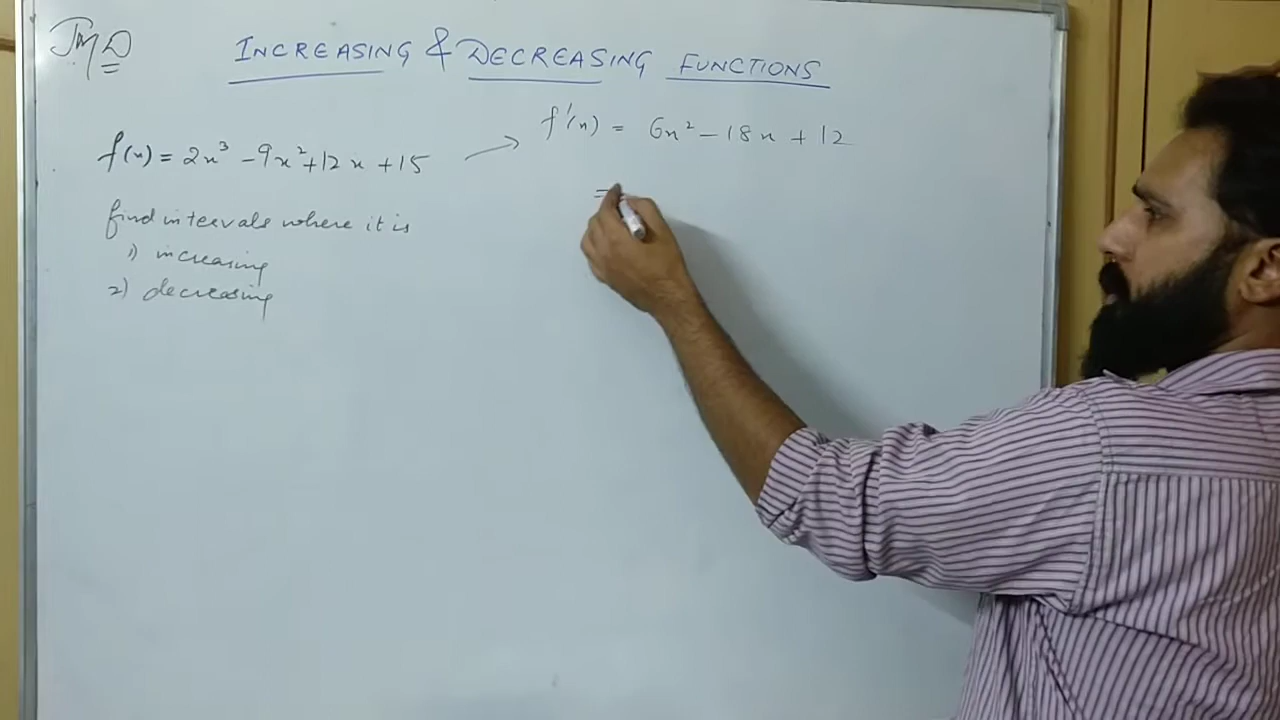 JMD
INCREASING & DECREASING FUNCTIONS
f(x) = 2x³ - 9x² + 12x + 15
find intervals where it is
1) increasing
2) decreasing
f'(x) = 6x² - 18x + 12
=